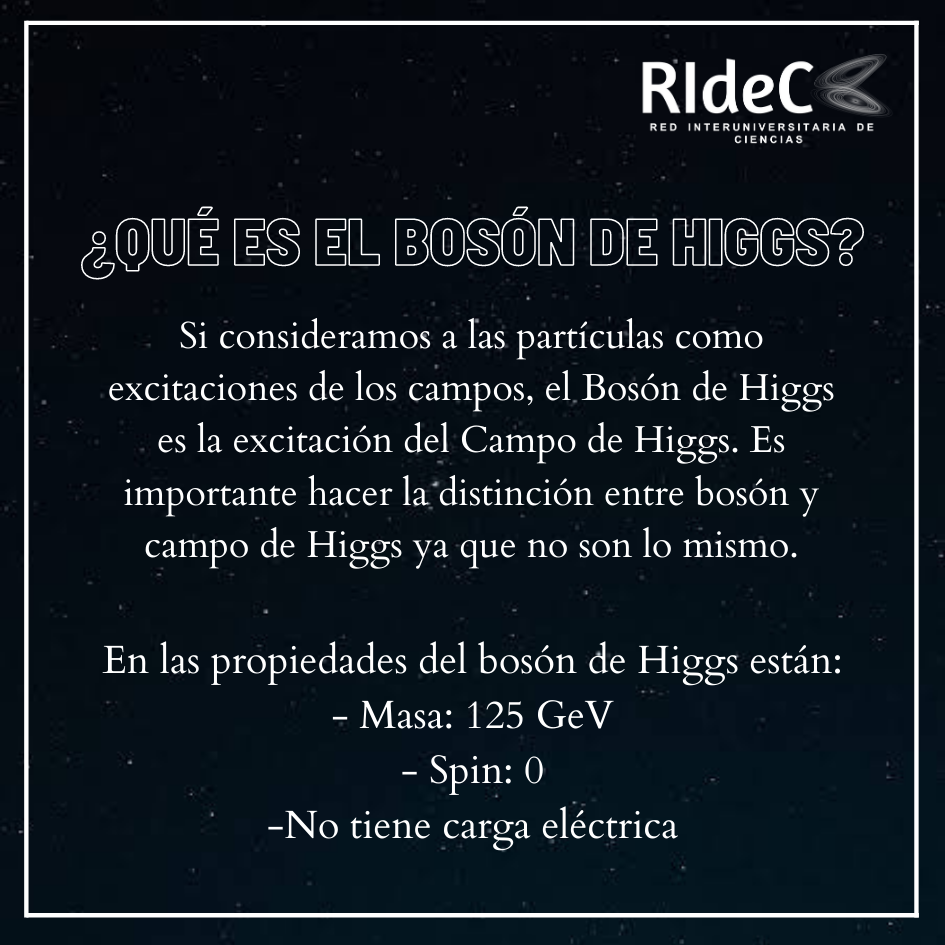 RIdeC
RED INTERUNIVERSITARIA DE
CIENCIAS
¿QUÉ ES EL BOSÓN DE HIGGS?
Si consideramos a las partículas como
excitaciones de los campos, el Bosón de Higgs
es la excitación del Campo de Higgs. Es
importante hacer la distinción entre bosón y
campo de Higgs ya que no son lo mismo.
En las propiedades del bosón de Higgs están:
- Masa: 125 GeV
- Spin: 0
-No tiene carga eléctrica